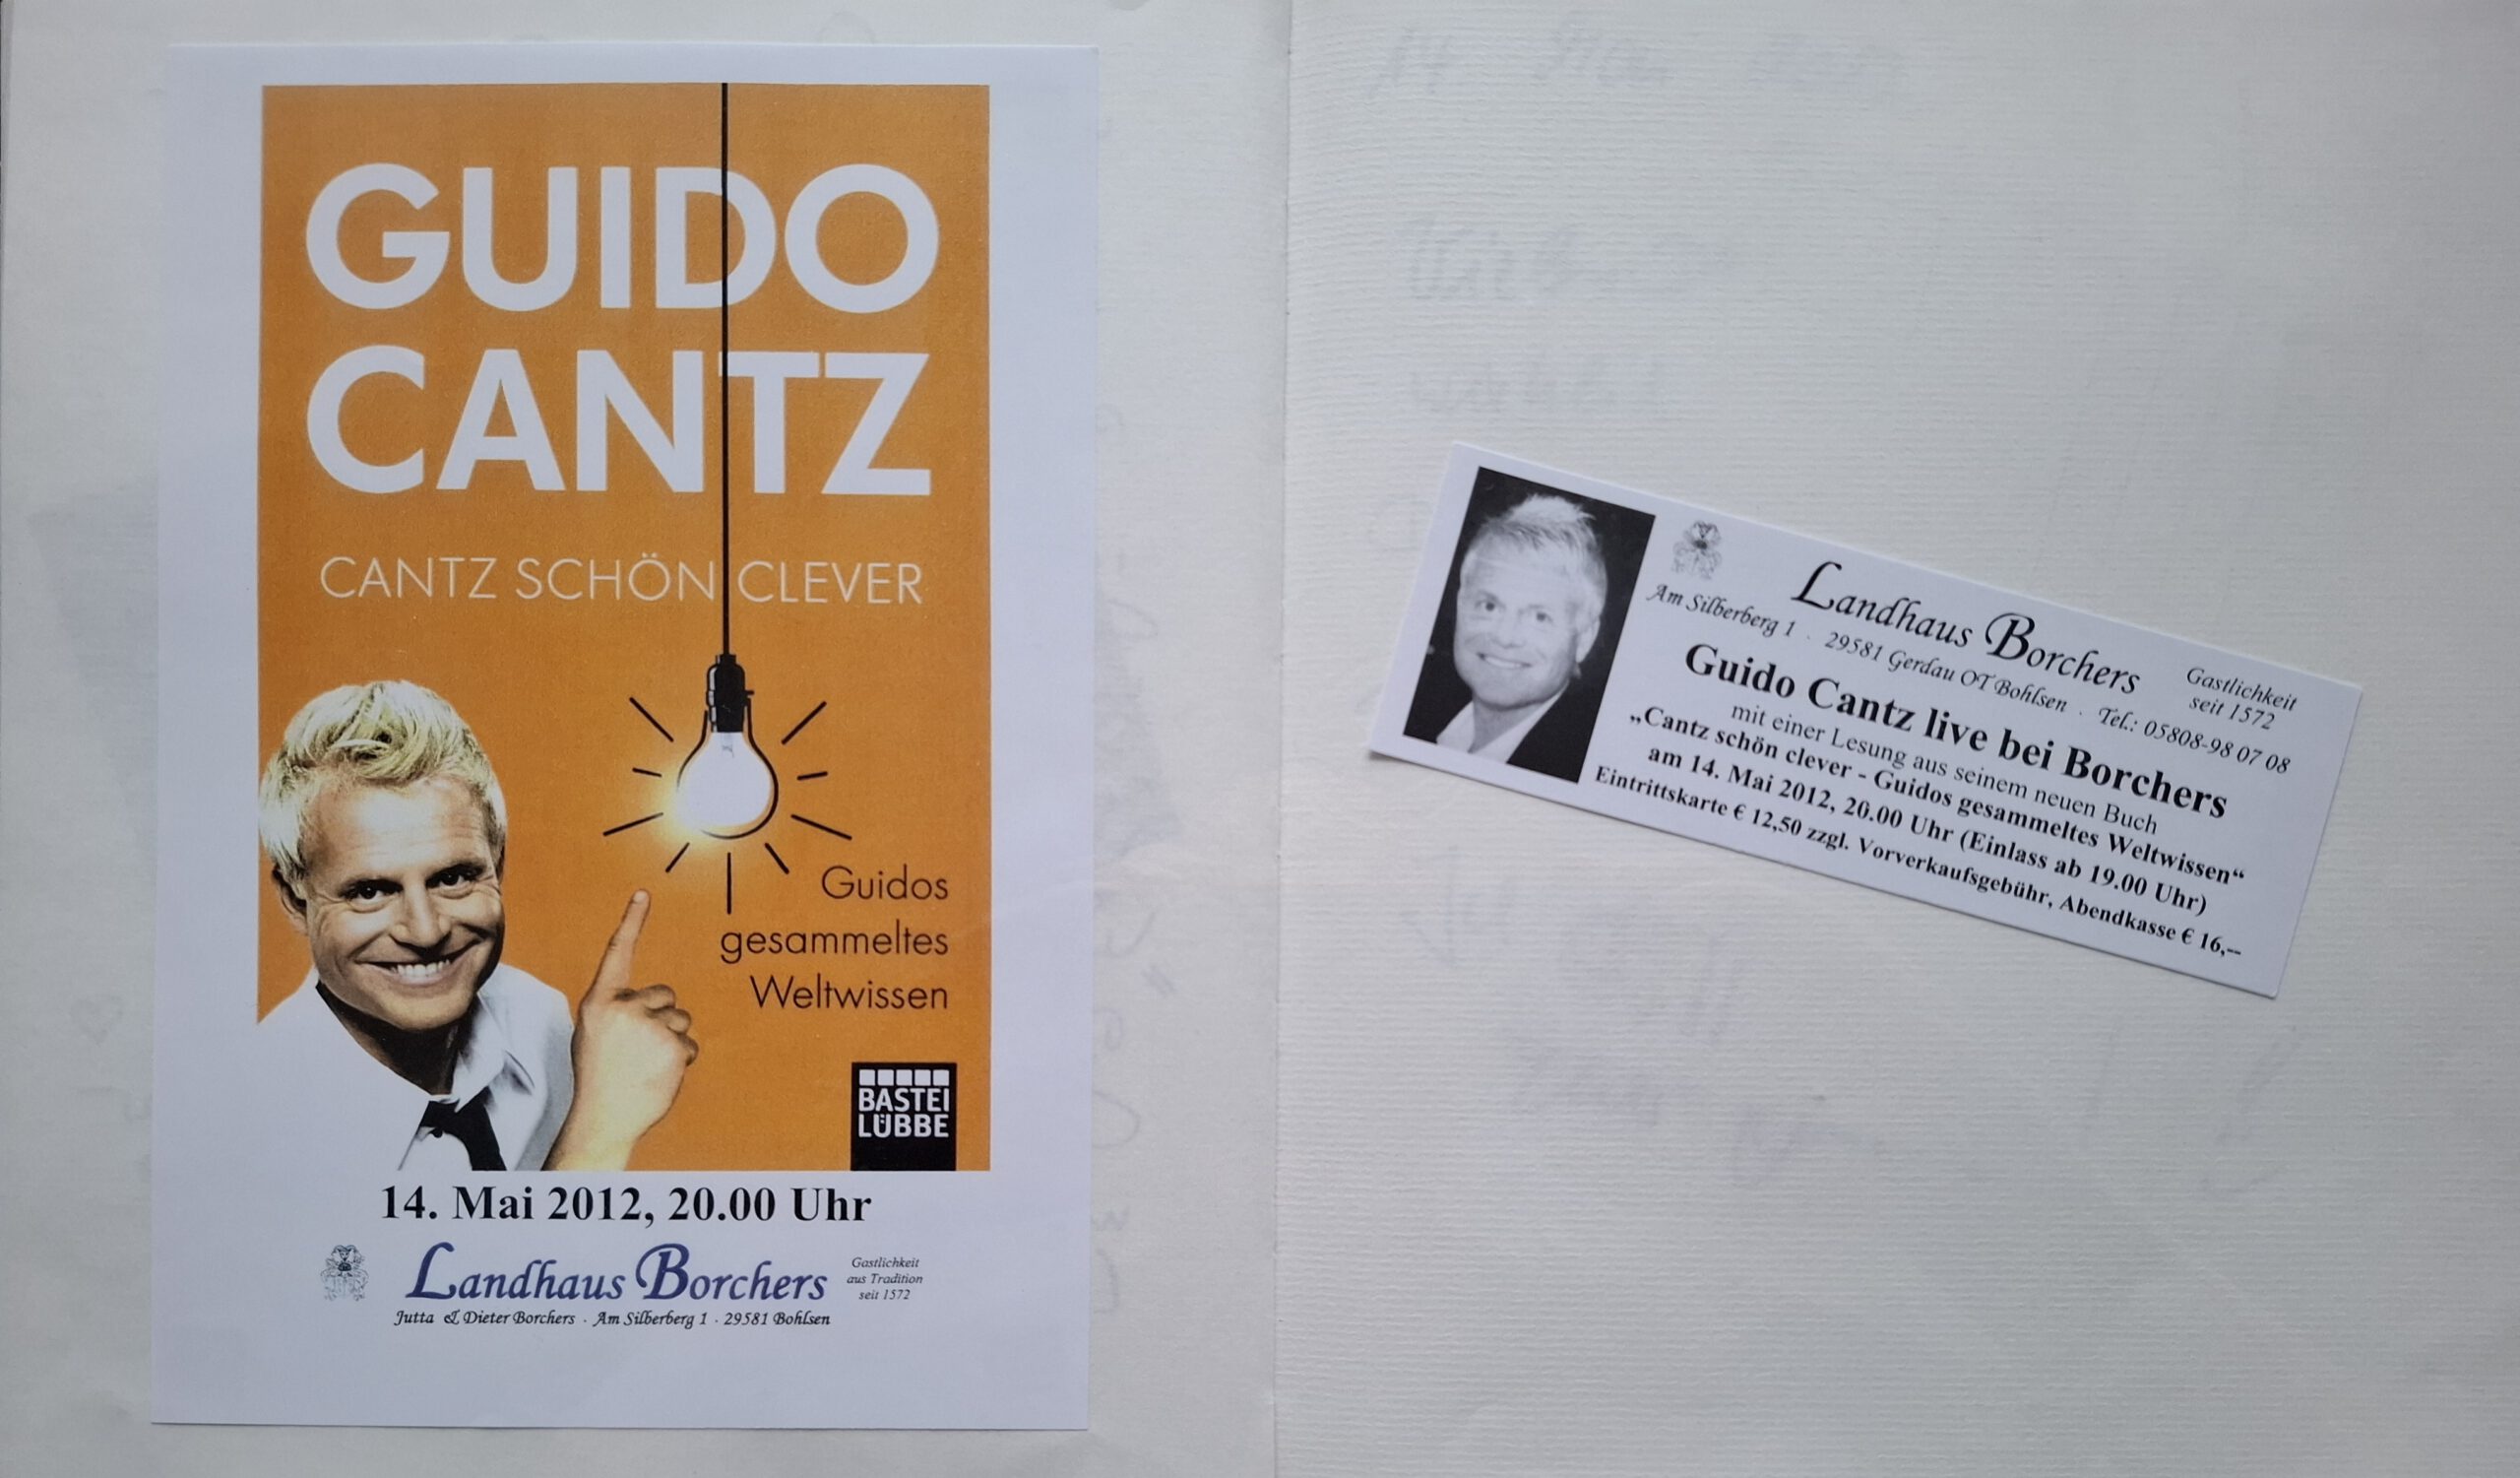 GUIDO
CANTZ
CANTZ SCHÖN CLEVER
Guidos
gesammeltes
Weltwissen
BASTEI
LÜBBE
14. Mai 2012, 20.00 Uhr
Landhaus Borchers
Gastlichkeit
aus Tradition
seit 1572
Jutta & Dieter Borchers · Am Silberberg 1 · 29581 Bohlsen
Landhaus Borchers
Gastlichkeit
seit 1572
Am Silberberg 1 · 29581 Gerdau OT Bohlsen · Tel.: 05808-98 07 08
Guido Cantz live bei Borchers
mit einer Lesung aus seinem neuen Buch
„Cantz schön clever - Guidos gesammeltes Weltwissen“
am 14. Mai 2012, 20.00 Uhr (Einlass ab 19.00 Uhr)
Eintrittskarte € 12,50 zzgl. Vorverkaufsgebühr, Abendkasse € 16,--